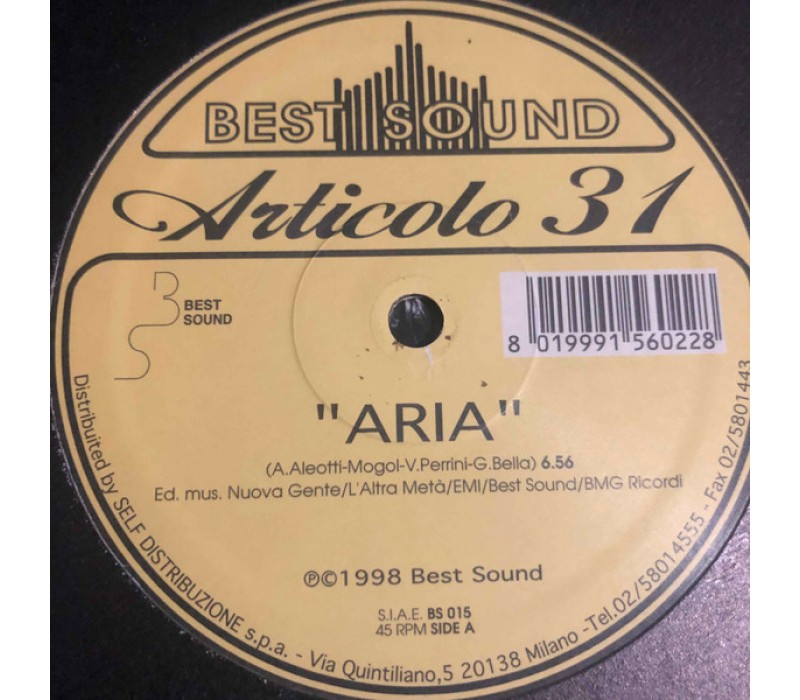 BEST SOUND
Articolo 31
BEST
SOUND
8 019991 560228
"ARIA"
(A.Aleotti-Mogol-V.Perrini-G.Bella) 6.56
Ed. mus. Nuova Gente/L'Altra Metà/EMI/Best Sound/BMG Ricordi
℗©1998 Best Sound
S.I.A.E. BS 015
45 RPM SIDE A
Distribuited by SELF DISTRIBUZIONE s.p.a. - Via Quintiliano,5 20138 Milano -Tel.02/58014555 - Fax 02/5801443